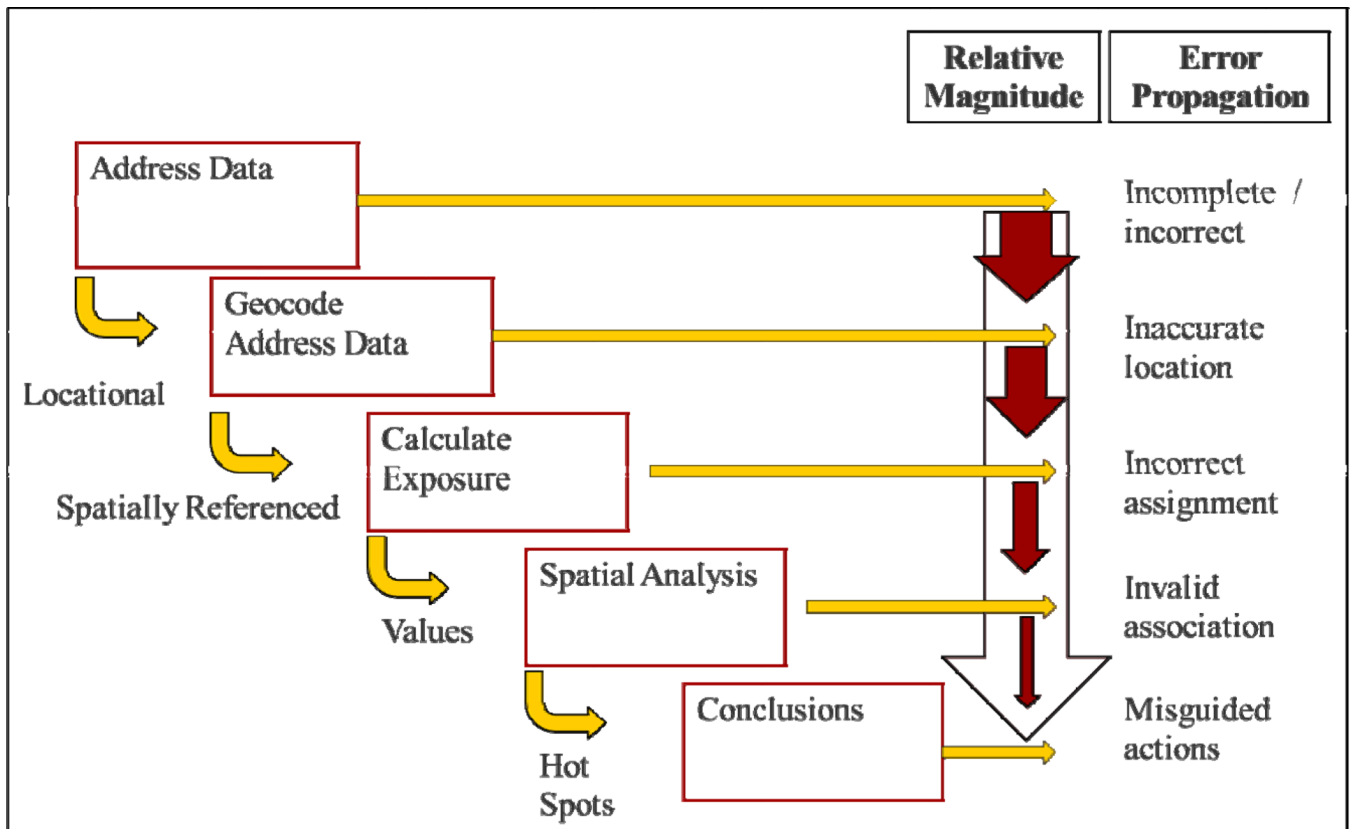 Relative
Magnitude
Error
Propagation
Address Data
Incomplete /
incorrect
Geocode
Address Data
Inaccurate
location
Locational
Calculate
Exposure
Incorrect
assignment
Spatially Referenced
Spatial Analysis
Invalid
association
Values
Conclusions
Misguided
actions
Hot
Spots